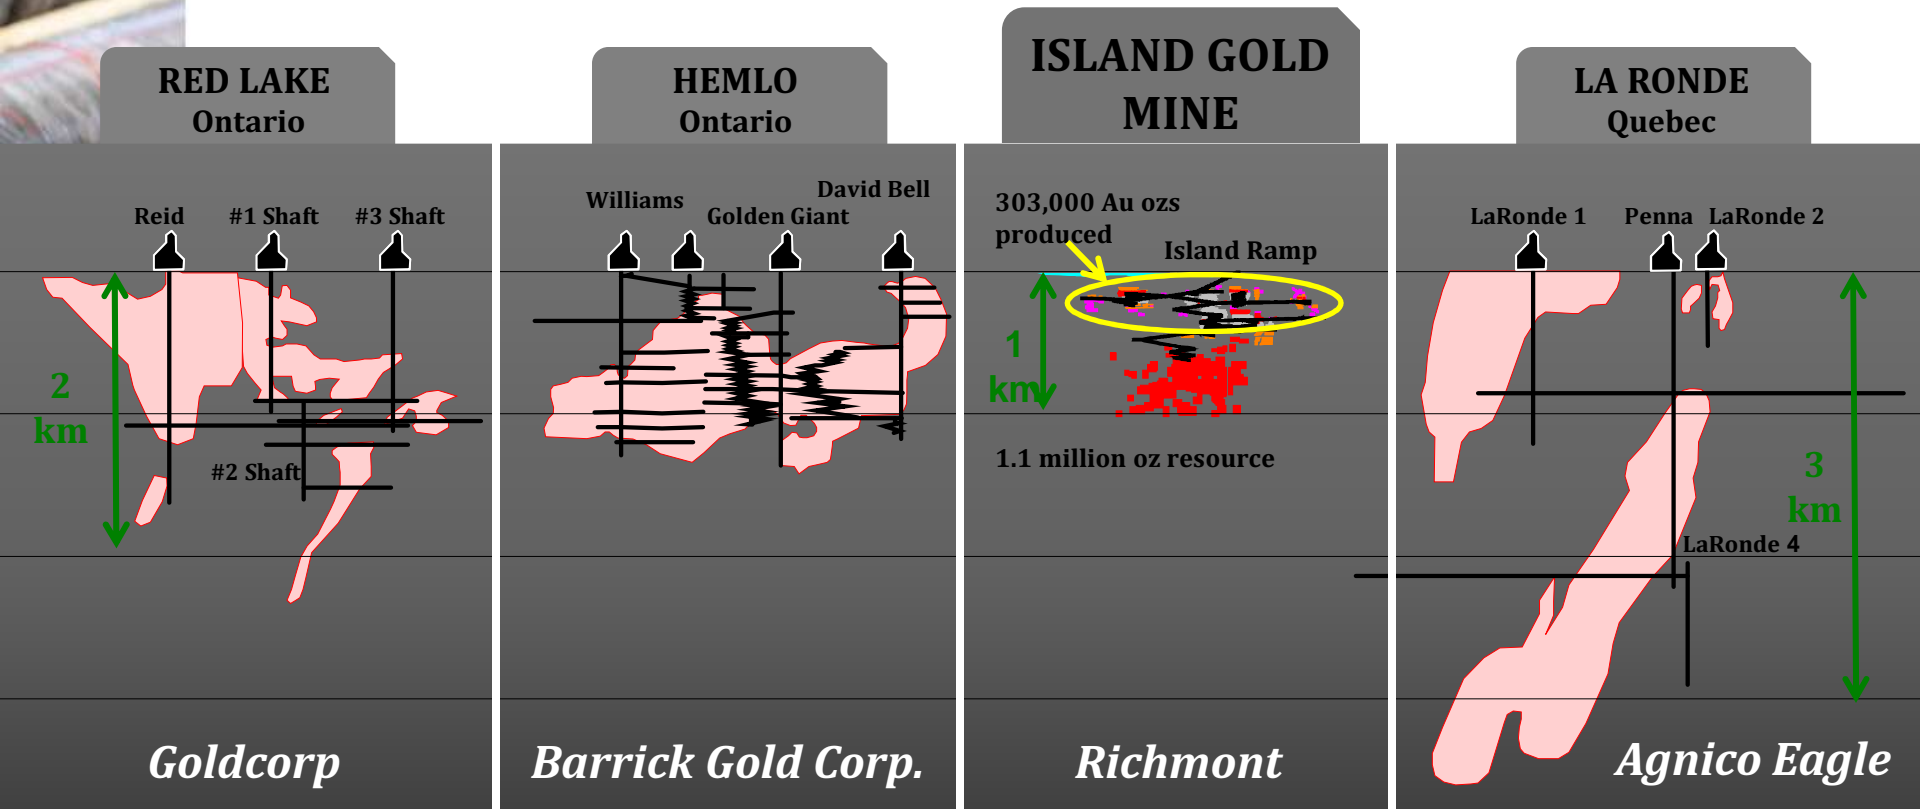 RED LAKE
Ontario
Reid
#1 Shaft
#3 Shaft
2
km
#2 Shaft
Goldcorp
HEMLO
Ontario
Williams
David Bell
Golden Giant
Barrick Gold Corp.
ISLAND GOLD
MINE
303,000 Au ozs
produced
Island Ramp
1
km
1.1 million oz resource
Richmont
LA RONDE
Quebec
LaRonde 1
Penna
LaRonde 2
3
km
LaRonde 4
Agnico Eagle